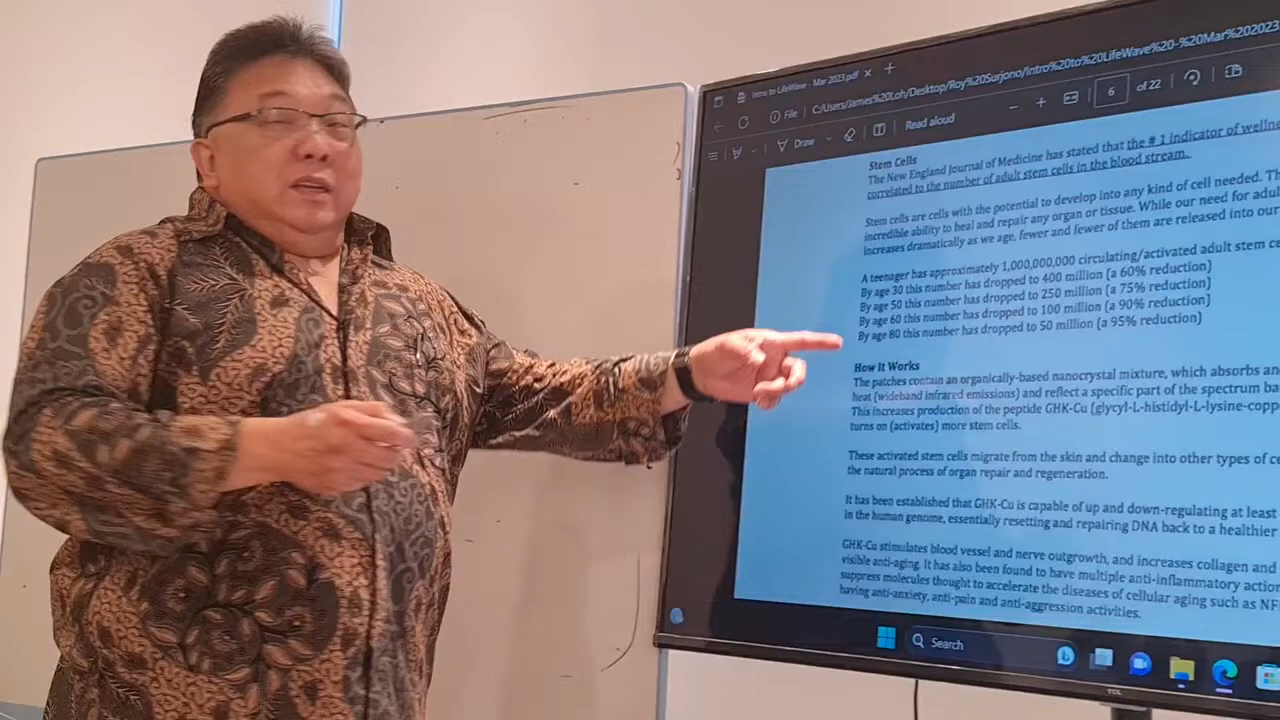 Intro to LifeWave - Mar 2023.pdf
File
C:/Users/James%20Loh/Desktop/Roy%20Surjono/Intro%20to%20LifeWave%20-%20Mar%202023
6 of 22
Draw
Read aloud
Stem Cells
The New England Journal of Medicine has stated that the # 1 indicator of wellne
correlated to the number of adult stem cells in the blood stream.
Stem cells are cells with the potential to develop into any kind of cell needed. Th
incredible ability to heal and repair any organ or tissue. While our need for adul
increases dramatically as we age, fewer and fewer of them are released into our
A teenager has approximately 1,000,000,000 circulating/activated adult stem ce
By age 30 this number has dropped to 400 million (a 60% reduction)
By age 50 this number has dropped to 250 million (a 75% reduction)
By age 60 this number has dropped to 100 million (a 90% reduction)
By age 80 this number has dropped to 50 million (a 95% reduction)
How It Works
The patches contain an organically-based nanocrystal mixture, which absorbs an
heat (wideband infrared emissions) and reflect a specific part of the spectrum ba
This increases production of the peptide GHK-Cu (glycyl-L-histidyl-L-lysine-copp
turns on (activates) more stem cells.
These activated stem cells migrate from the skin and change into other types of ce
the natural process of organ repair and regeneration.
It has been established that GHK-Cu is capable of up and down-regulating at least
in the human genome, essentially resetting and repairing DNA back to a healthier
GHK-Cu stimulates blood vessel and nerve outgrowth, and increases collagen and
visible anti-aging. It has also been found to have multiple anti-inflammatory action
suppress molecules thought to accelerate the diseases of cellular aging such as NF
having anti-anxiety, anti-pain and anti-aggression activities.
Search
TCL